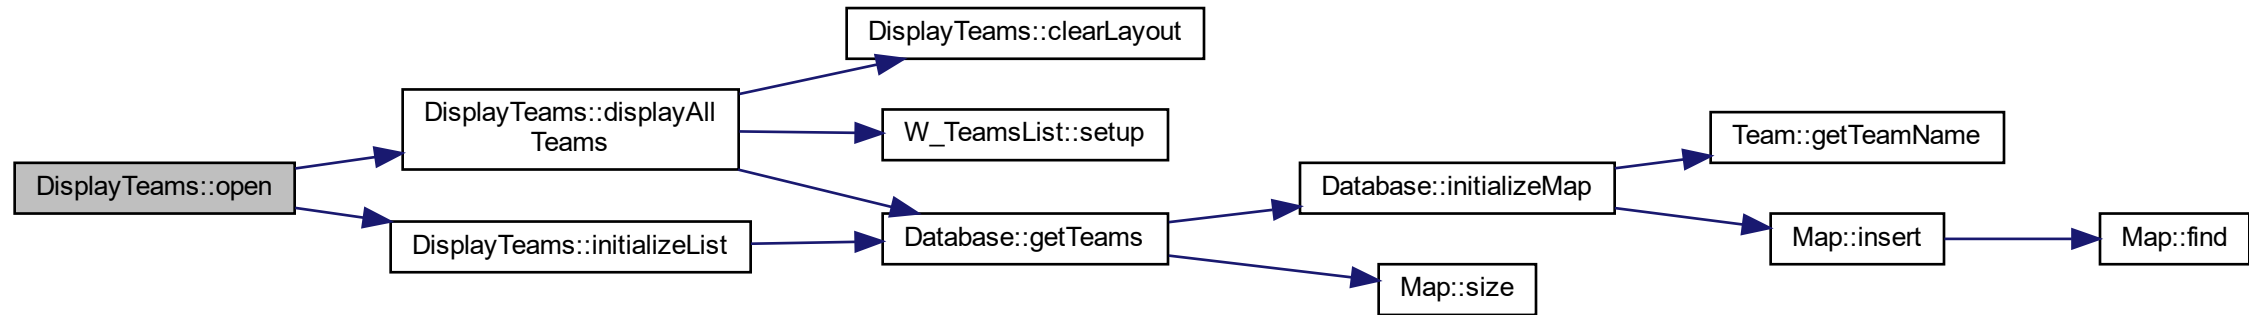 DisplayTeams::open
DisplayTeams::displayAll
Teams
DisplayTeams::initializeList
DisplayTeams::clearLayout
W_TeamsList::setup
Database::getTeams
Database::initializeMap
Map::size
Team::getTeamName
Map::insert
Map::find